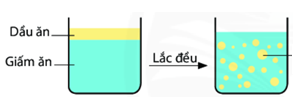 Dầu ăn
Giấm ăn
Lắc đều